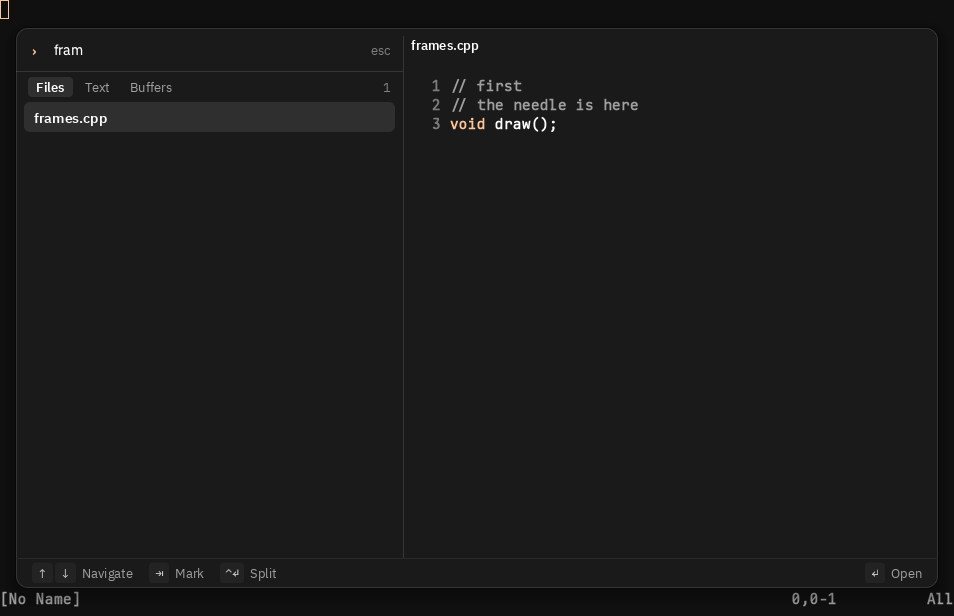 › fram esc
Files Text Buffers 1
frames.cpp
frames.cpp
1 // first
2 // the needle is here
3 void draw();
↑ ↓ Navigate ⇥ Mark ^↵ Split ↵ Open
[No Name] 0,0-1 All